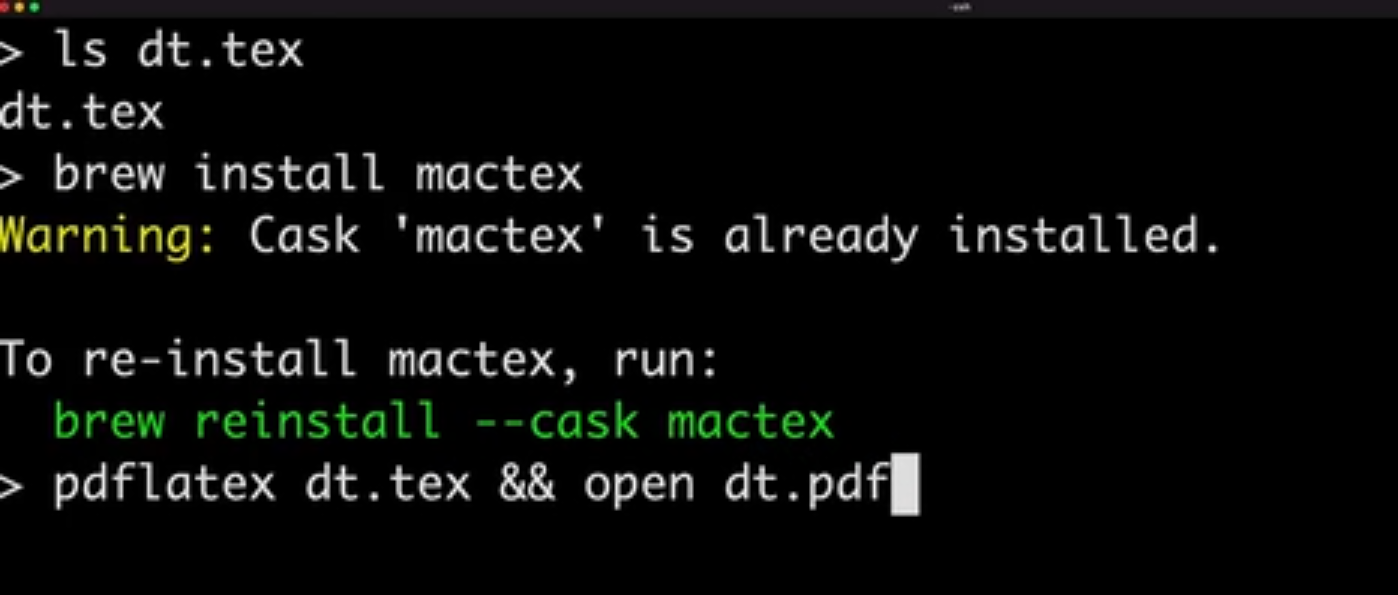 > ls dt.tex
dt.tex
> brew install mactex
Warning: Cask 'mactex' is already installed.
To re-install mactex, run:
brew reinstall --cask mactex
> pdflatex dt.tex && open dt.pdf